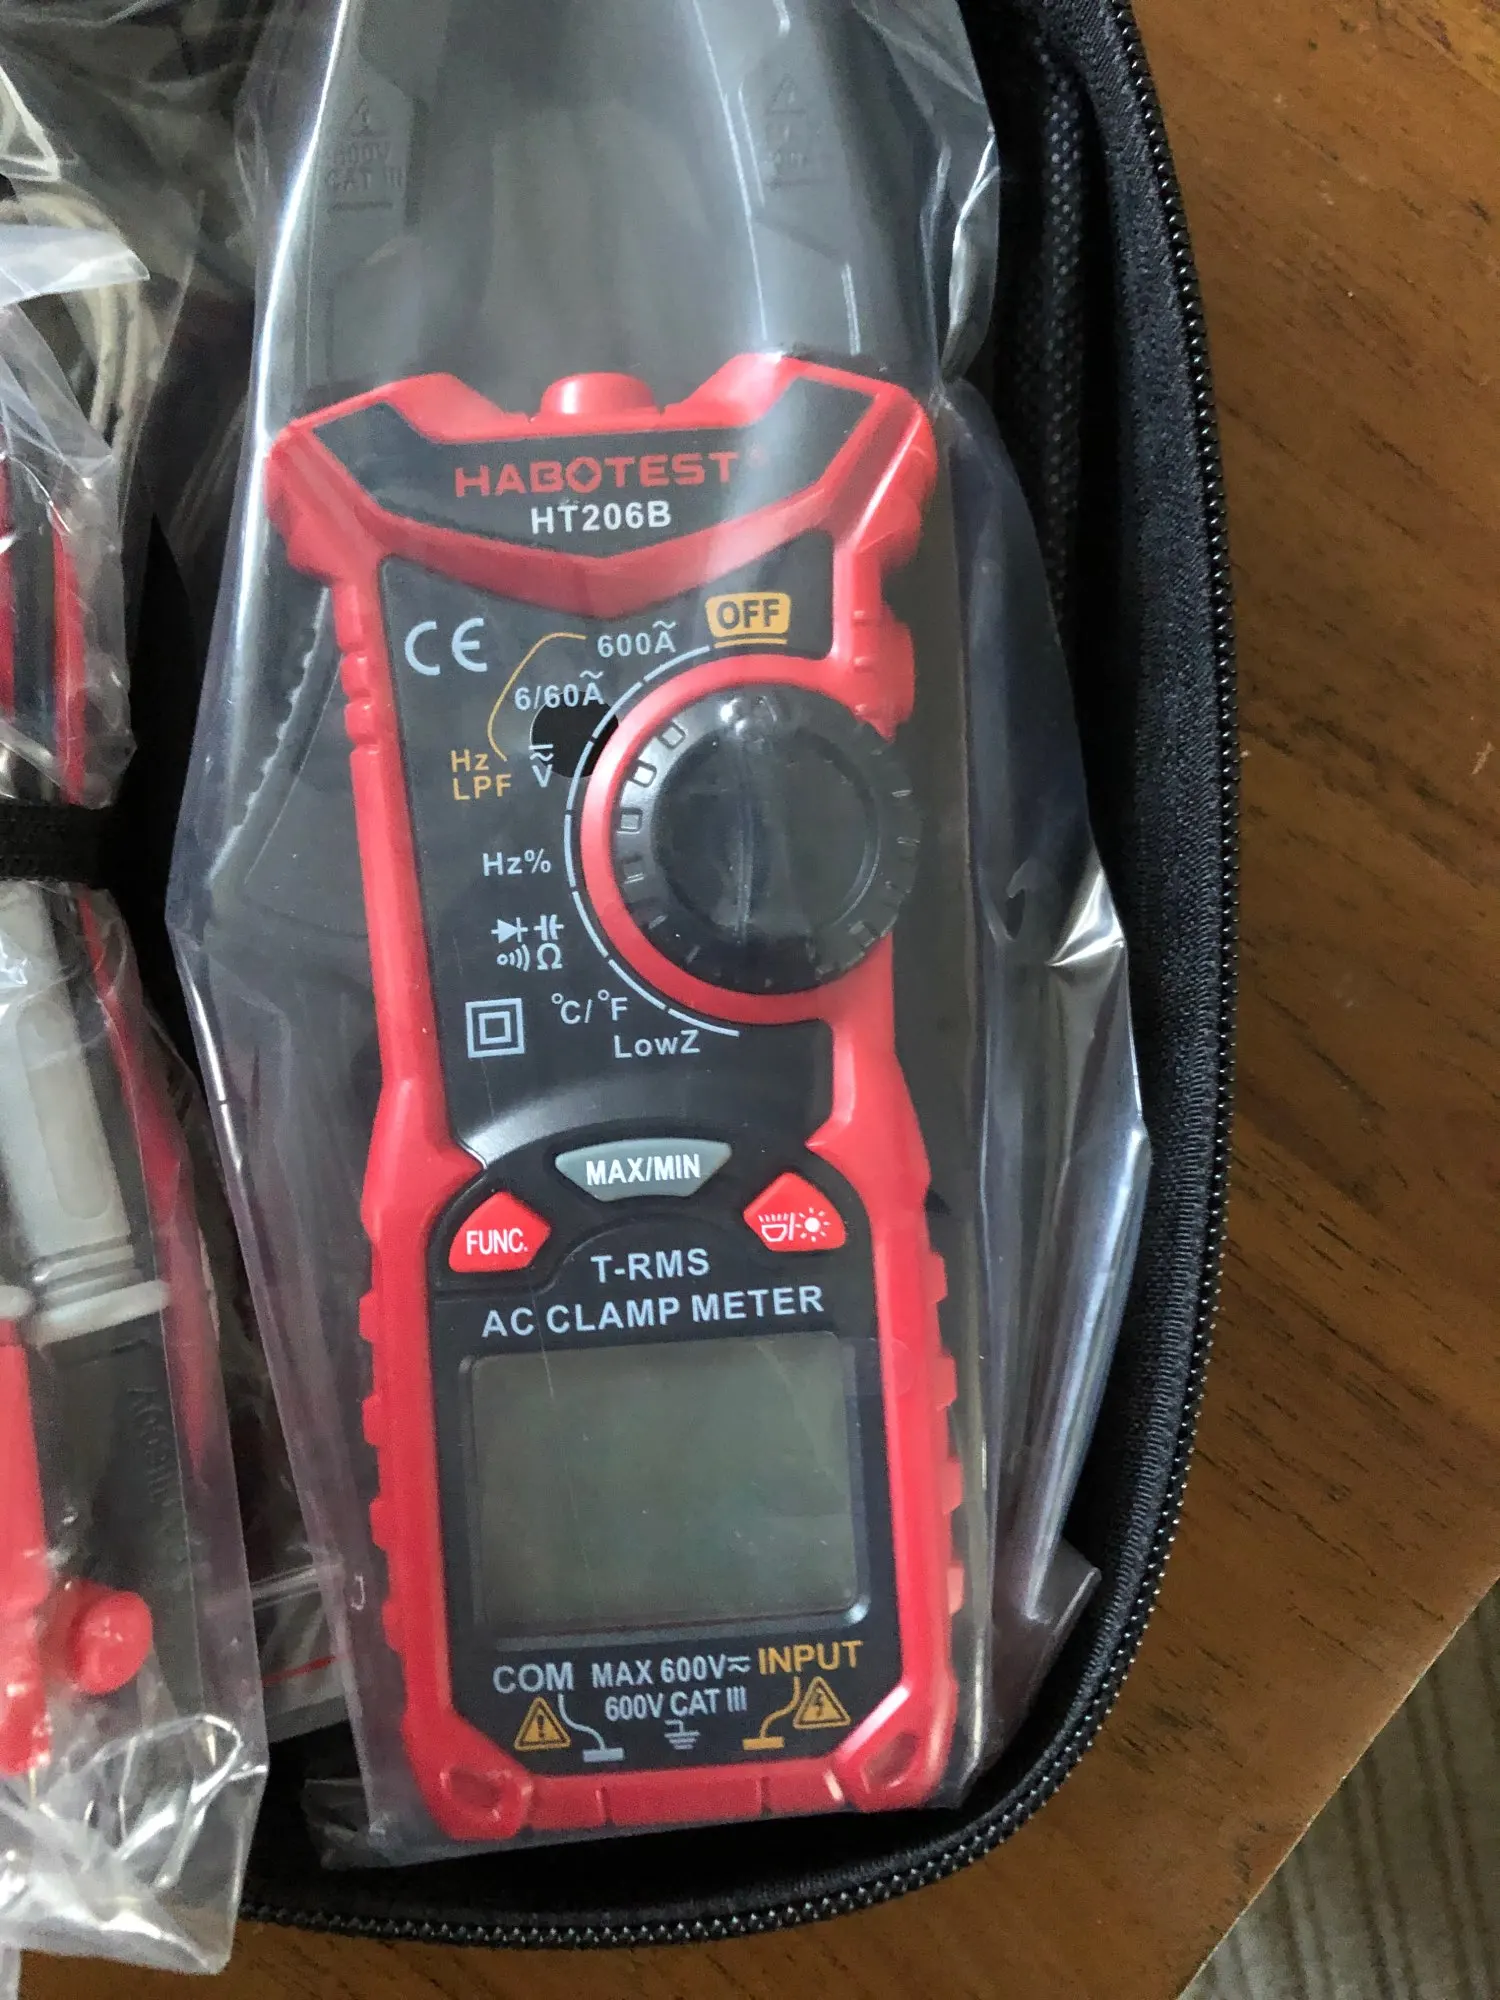 HABOTEST
HT206B
CE
OFF
600A
6/60A
V
Hz
LPF
Hz%
Ω
°C/°F
LowZ
MAX/MIN
FUNC.
T-RMS
AC CLAMP METER
COM MAX 600V INPUT
600V CAT III